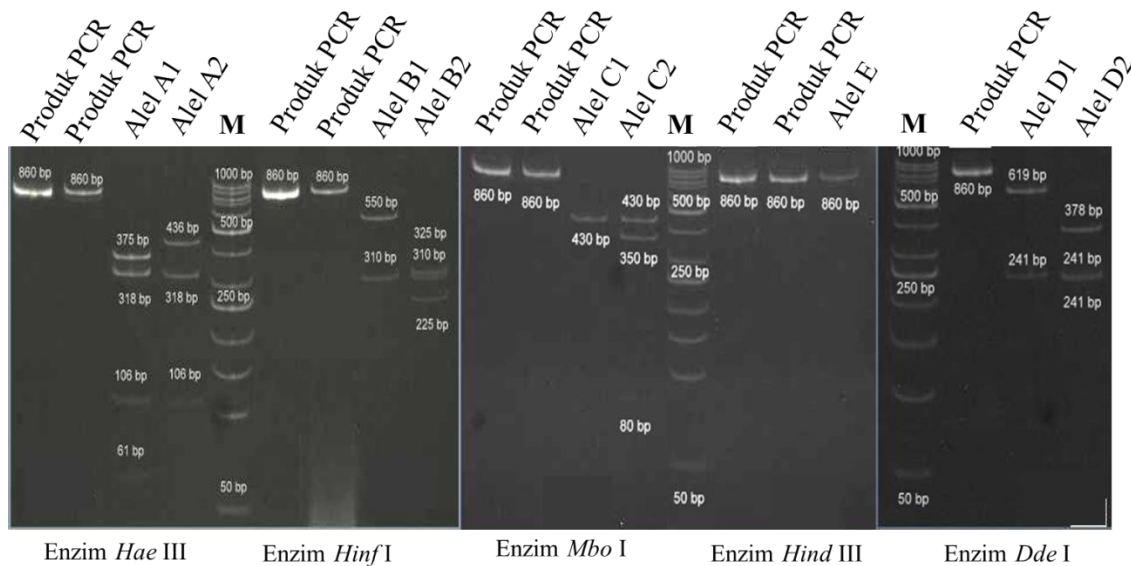 Produk PCR
Produk PCR
Alel A1
Alel A2
M
Produk PCR
Produk PCR
Alel B1
Alel B2
Produk PCR
Produk PCR
Alel C1
Alel C2
M
Produk PCR
Produk PCR
Alel E
M
Produk PCR
Alel D1
Alel D2
860 bp
860 bp
375 bp
318 bp
106 bp
61 bp
436 bp
318 bp
106 bp
1000 bp
500 bp
250 bp
50 bp
860 bp
860 bp
550 bp
310 bp
325 bp
310 bp
225 bp
860 bp
860 bp
430 bp
430 bp
350 bp
80 bp
1000 bp
500 bp
250 bp
50 bp
860 bp
860 bp
860 bp
1000 bp
500 bp
250 bp
50 bp
860 bp
619 bp
241 bp
378 bp
241 bp
241 bp
Enzim Hae III
Enzim Hinf I
Enzim Mbo I
Enzim Hind III
Enzim Dde I